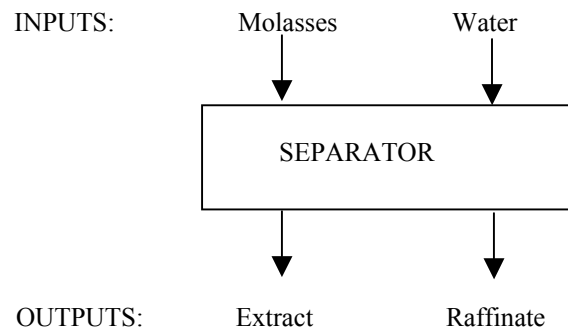 INPUTS: Molasses Water
SEPARATOR
OUTPUTS: Extract Raffinate